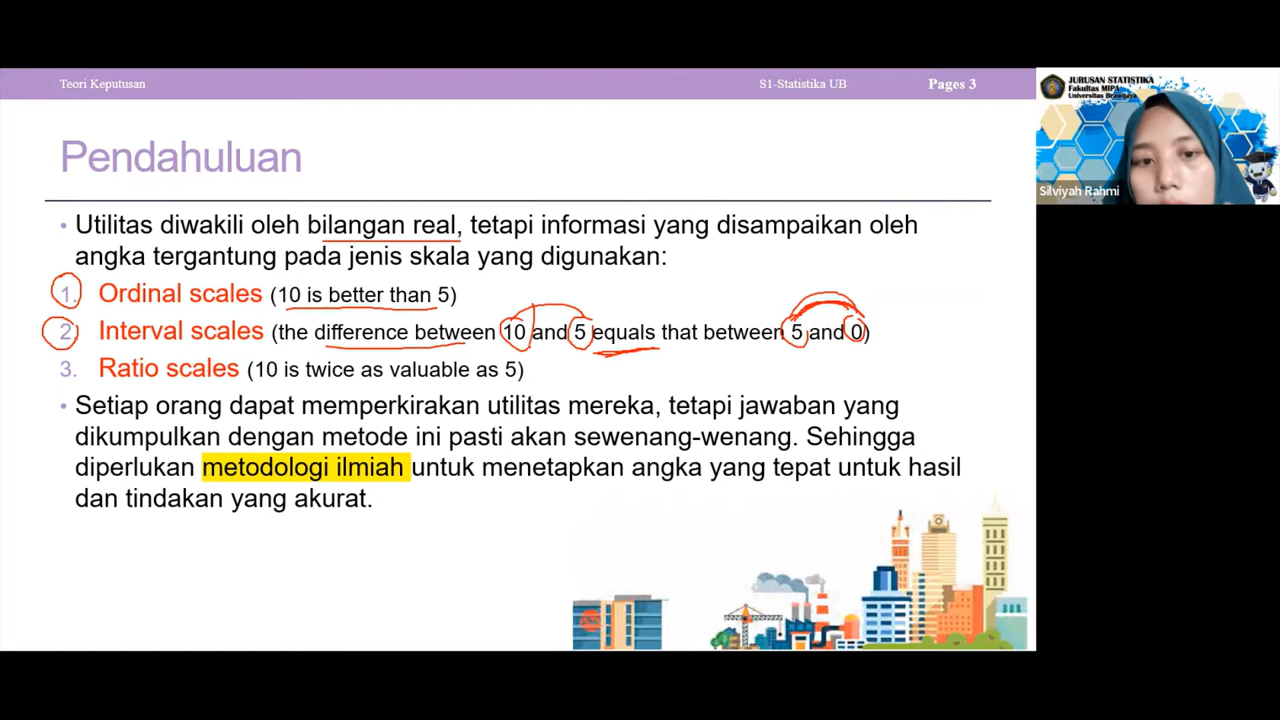 Teori Keputusan
S1-Statistika UB
Pages 3
JURUSAN STATISTIKA
Fakultas MIPA
Universitas Brawijaya
Silviyah Rahmi
Pendahuluan
• Utilitas diwakili oleh bilangan real, tetapi informasi yang disampaikan oleh
angka tergantung pada jenis skala yang digunakan:
1. Ordinal scales (10 is better than 5)
2. Interval scales (the difference between 10 and 5 equals that between 5 and 0)
3. Ratio scales (10 is twice as valuable as 5)
• Setiap orang dapat memperkirakan utilitas mereka, tetapi jawaban yang
dikumpulkan dengan metode ini pasti akan sewenang-wenang. Sehingga
diperlukan metodologi ilmiah untuk menetapkan angka yang tepat untuk hasil
dan tindakan yang akurat.